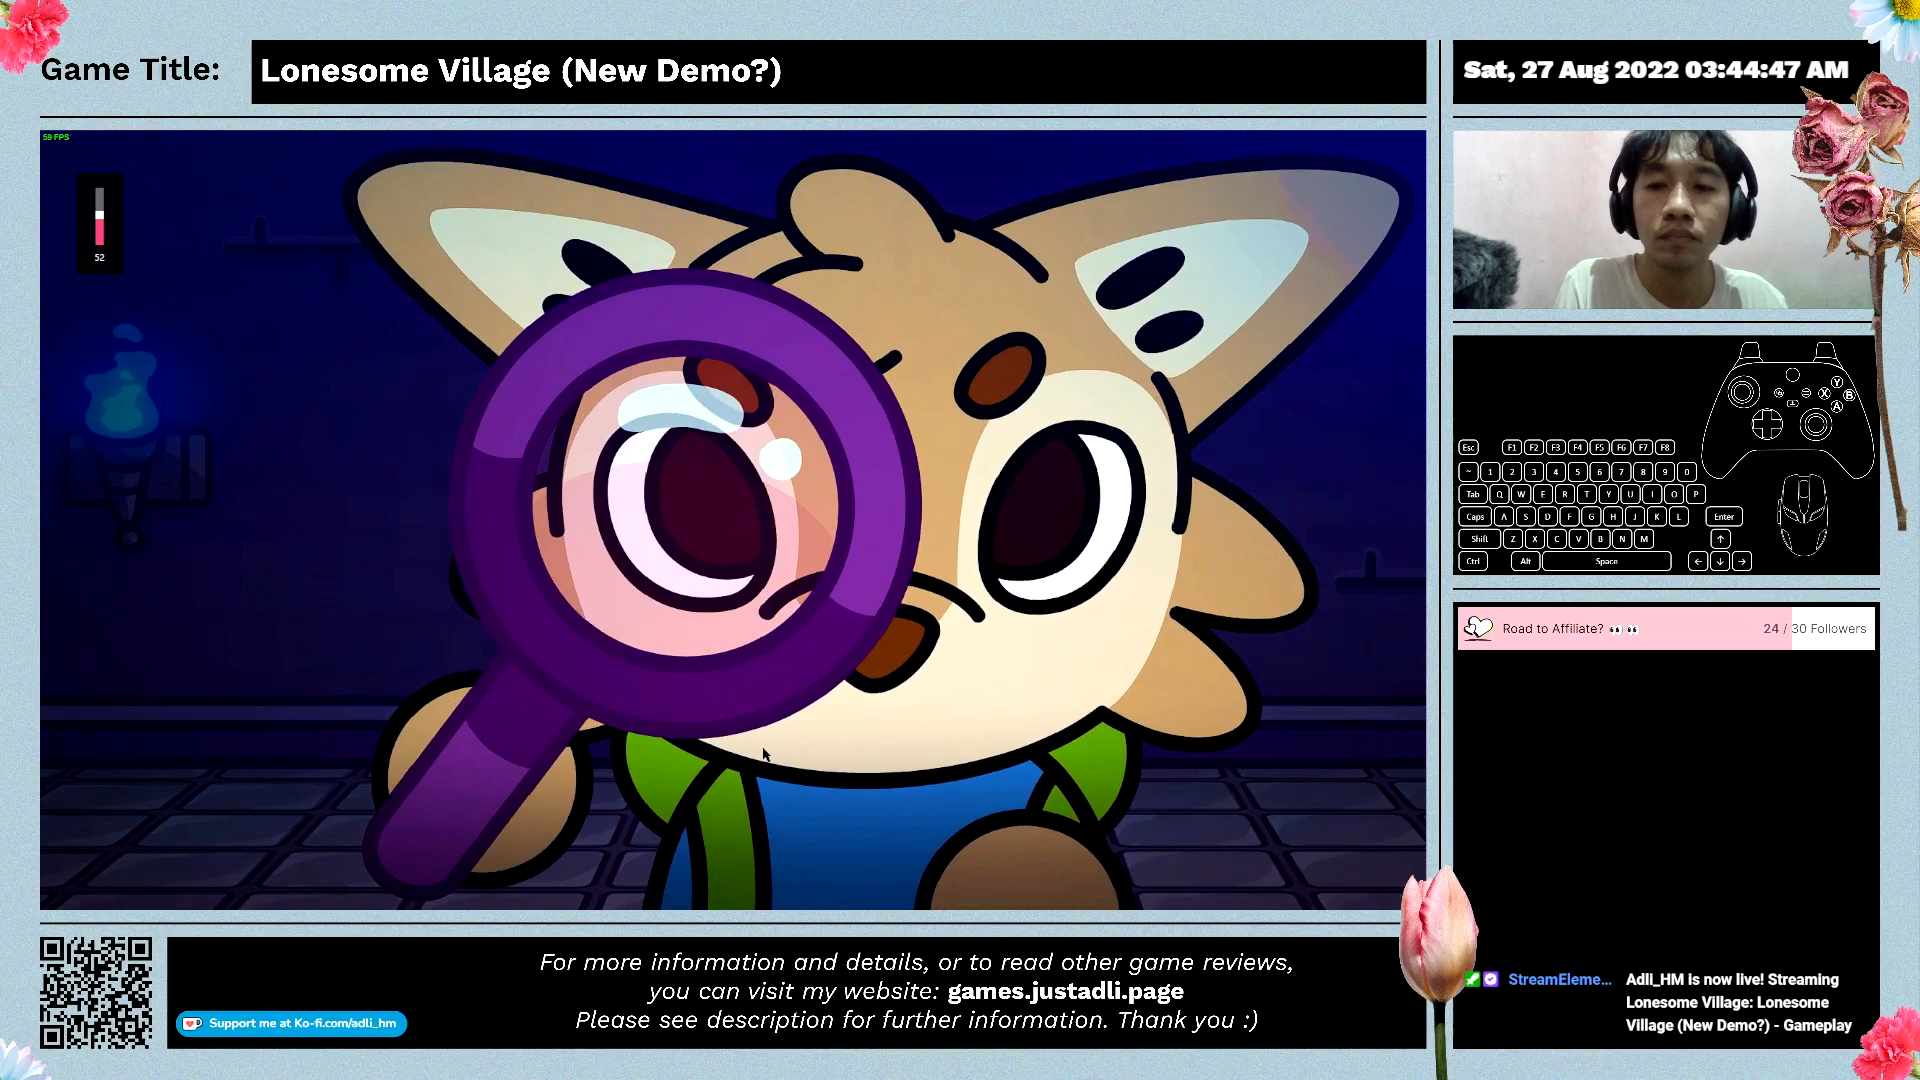 Game Title:
Lonesome Village (New Demo?)
Sat, 27 Aug 2022 03:44:47 AM
59 FPS
52
Y
X
B
A
Esc F1 F2 F3 F4 F5 F6 F7 F8
~ 1 2 3 4 5 6 7 8 9 0
Tab Q W E R T Y U I O P
Caps A S D F G H J K L Enter
Shift Z X C V B N M ↑
Ctrl Alt Space ← ↓ →
Road to Affiliate? 👀 👀 24 / 30 Followers
StreamEleme... Adli_HM is now live! Streaming
Lonesome Village: Lonesome
Village (New Demo?) - Gameplay
For more information and details, or to read other game reviews,
you can visit my website: games.justadli.page
Please see description for further information. Thank you :)
Support me at Ko-fi.com/adli_hm